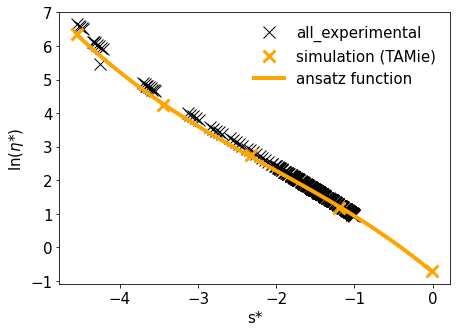 7
6
5
4
3
2
1
0
−1
ln(η*)
all_experimental
simulation (TAMie)
ansatz function
−4 −3 −2 −1 0
s*